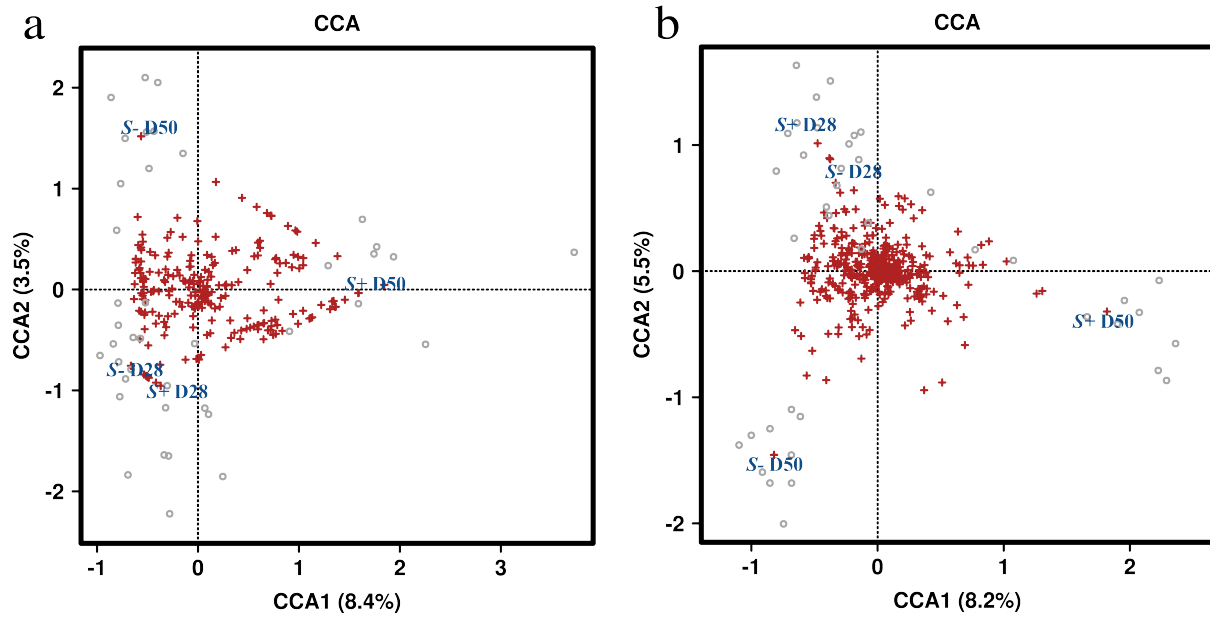 a
CCA
CCA2 (3.5%)
2
1
0
-1
-2
S- D50
S+ D50
S- D28
S+ D28
-1
0
1
2
3
CCA1 (8.4%)
b
CCA
CCA2 (5.5%)
1
0
-1
-2
S+ D28
S- D28
S+ D50
S- D50
-1
0
1
2
CCA1 (8.2%)